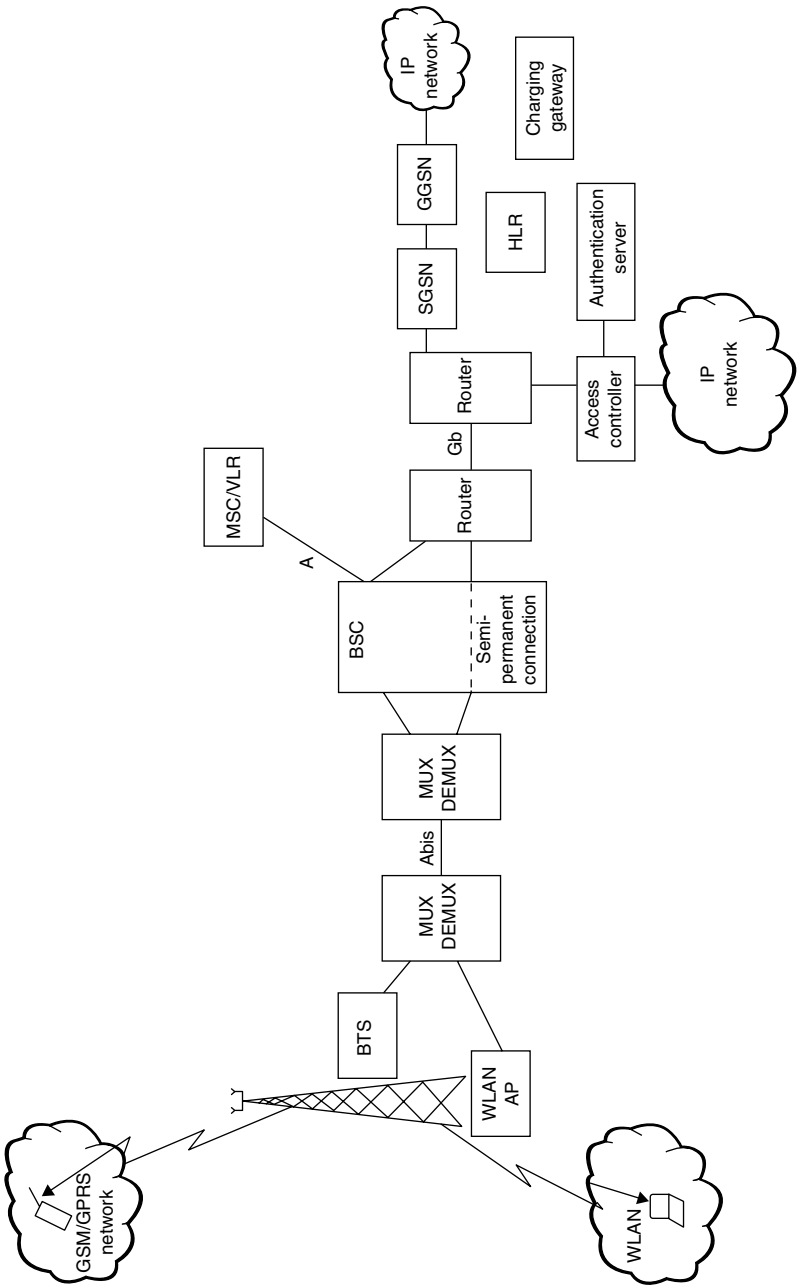 GSM/GPRS
network
WLAN
BTS
WLAN
AP
MUX
DEMUX
Abis
MUX
DEMUX
BSC
Semi-
permanent
connection
A
MSC/VLR
Router
Gb
Router
SGSN
GGSN
IP
network
HLR
Charging
gateway
Access
controller
Authentication
server
IP
network